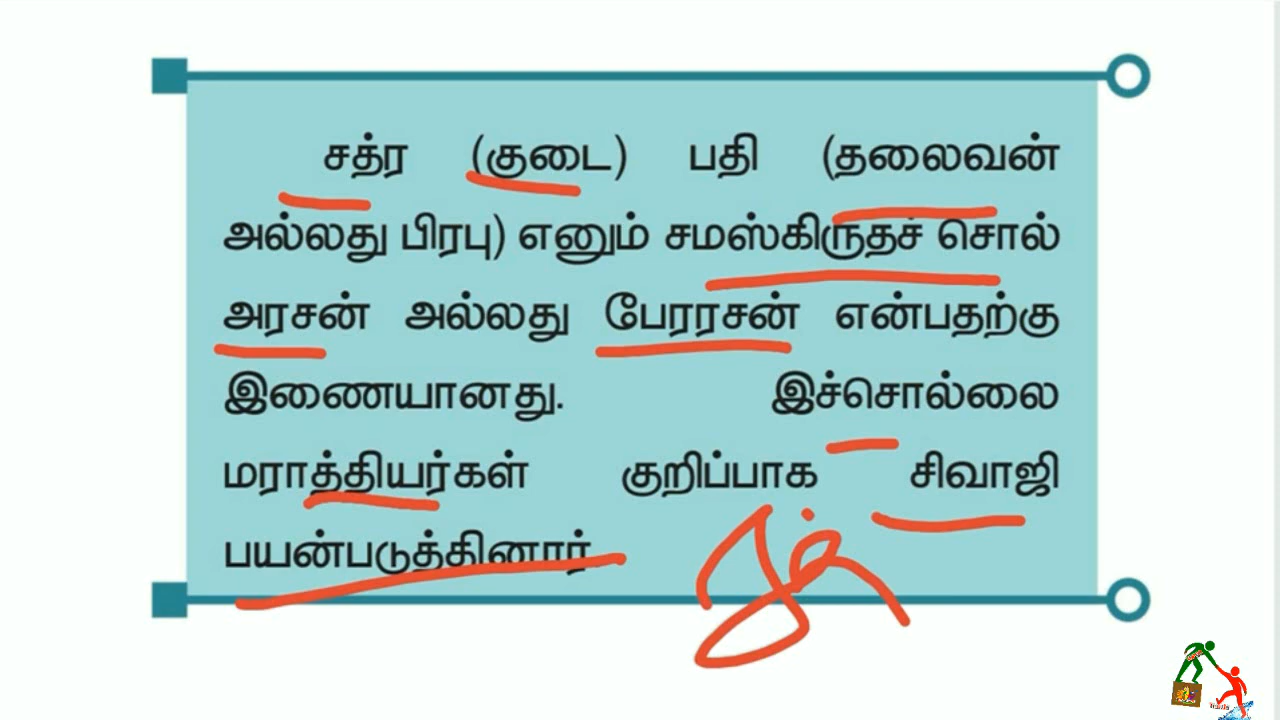 சத்ர (குடை) பதி (தலைவன்
அல்லது பிரபு) எனும் சமஸ்கிருதச் சொல்
அரசன் அல்லது பேரரசன் என்பதற்கு
இணையானது. இச்சொல்லை
மராத்தியர்கள் குறிப்பாக சிவாஜி
பயன்படுத்தினார்